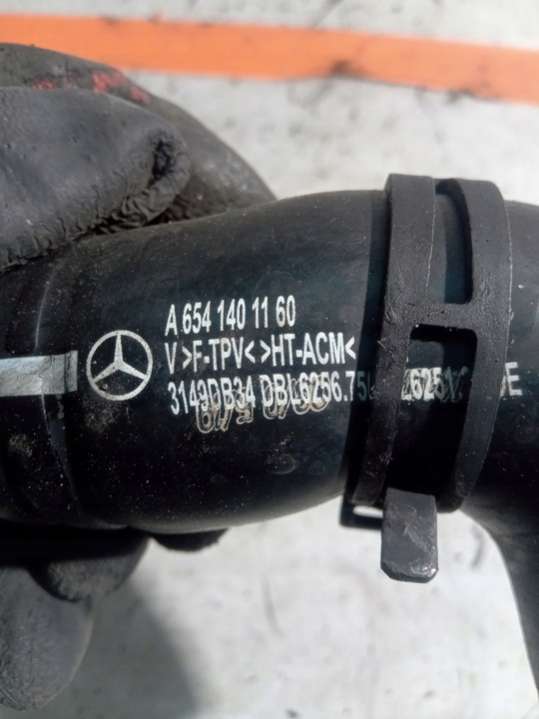 A 654 140 11 60
V >F-TPV< >HT-ACM<
3149DB34 DBL6256.75